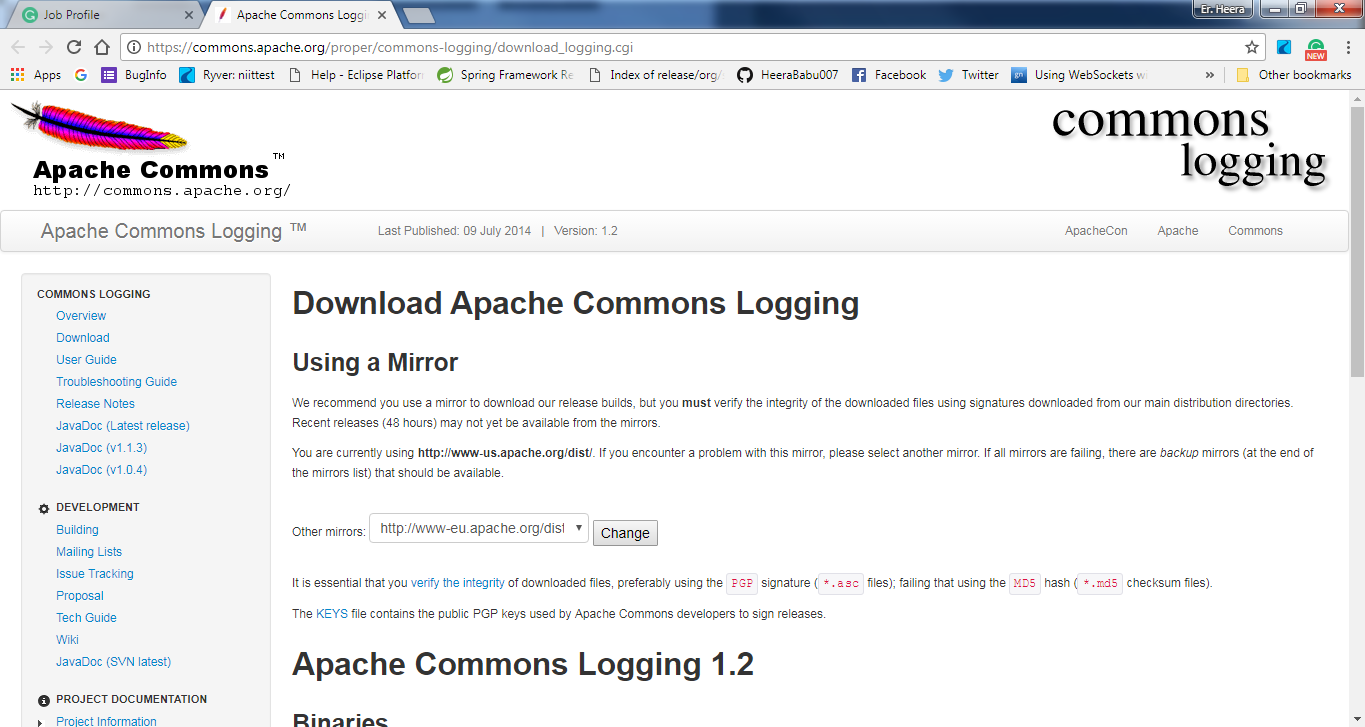 Job Profile
Apache Commons Loggi
Er. Heera
https://commons.apache.org/proper/commons-logging/download_logging.cgi
NEW
Apps
BugInfo
Ryver: niittest
Help - Eclipse Platfor
Spring Framework Re
Index of release/org/
HeeraBabu007
Facebook
Twitter
Using WebSockets w
»
Other bookmarks
Apache Commons™
http://commons.apache.org/
commons
logging
Apache Commons Logging ™
Last Published: 09 July 2014 | Version: 1.2
ApacheCon
Apache
Commons
COMMONS LOGGING
Overview
Download
User Guide
Troubleshooting Guide
Release Notes
JavaDoc (Latest release)
JavaDoc (v1.1.3)
JavaDoc (v1.0.4)
DEVELOPMENT
Building
Mailing Lists
Issue Tracking
Proposal
Tech Guide
Wiki
JavaDoc (SVN latest)
PROJECT DOCUMENTATION
Project Information
Download Apache Commons Logging
Using a Mirror
We recommend you use a mirror to download our release builds, but you must verify the integrity of the downloaded files using signatures downloaded from our main distribution directories.
Recent releases (48 hours) may not yet be available from the mirrors.
You are currently using http://www-us.apache.org/dist/. If you encounter a problem with this mirror, please select another mirror. If all mirrors are failing, there are backup mirrors (at the end of
the mirrors list) that should be available.
Other mirrors: http://www-eu.apache.org/dist Change
It is essential that you verify the integrity of downloaded files, preferably using the PGP signature (*.asc files); failing that using the MD5 hash (*.md5 checksum files).
The KEYS file contains the public PGP keys used by Apache Commons developers to sign releases.
Apache Commons Logging 1.2
Binaries